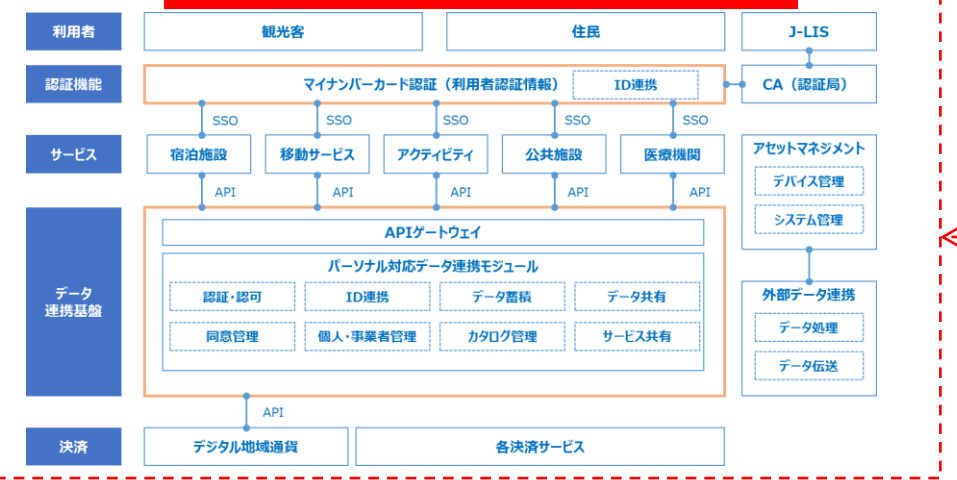 利用者
観光客
住民
J-LIS
認証機能
マイナンバーカード認証（利用者認証情報）
ID連携
CA（認証局）
SSO
SSO
SSO
SSO
SSO
サービス
宿泊施設
移動サービス
アクティビティ
公共施設
医療機関
アセットマネジメント
デバイス管理
システム管理
API
API
API
API
API
データ
連携基盤
APIゲートウェイ
パーソナル対応データ連携モジュール
認証・認可
ID連携
データ蓄積
データ共有
同意管理
個人・事業者管理
カタログ管理
サービス共有
外部データ連携
データ処理
データ伝送
API
決済
デジタル地域通貨
各決済サービス